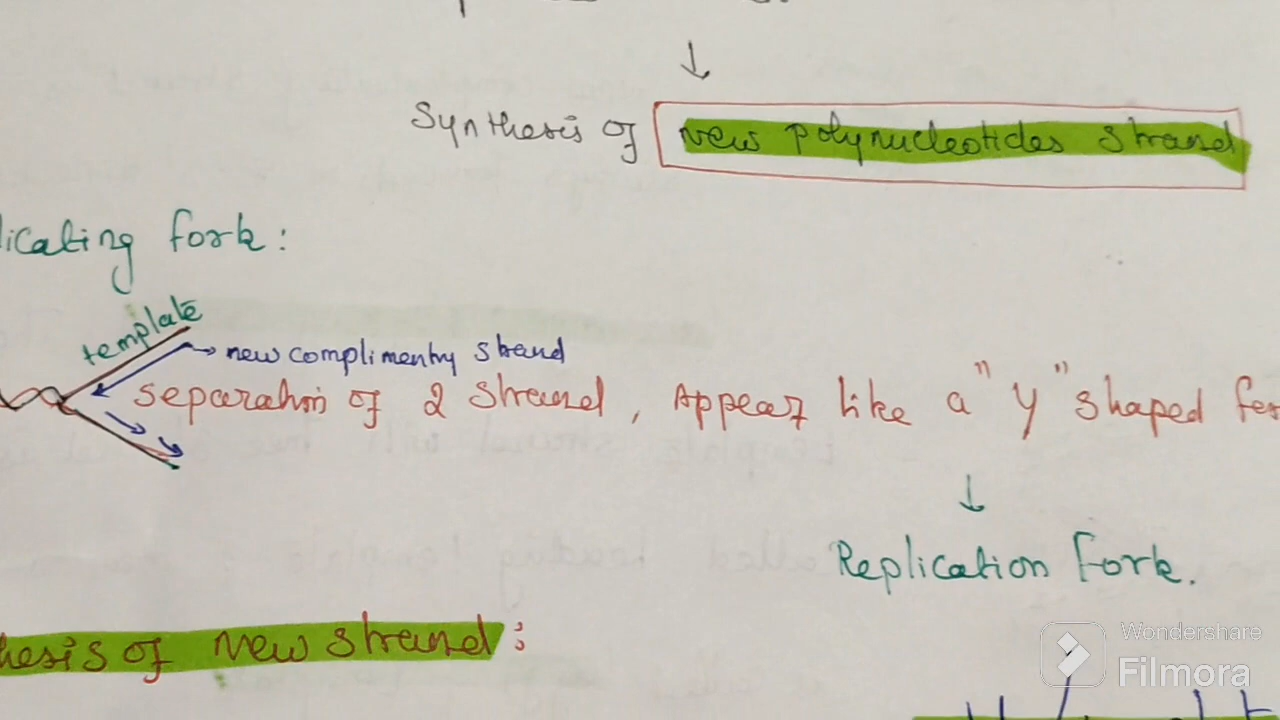 Synthesis of new polynucleotides strand
licating fork:
template
new complimentry strand
separation of 2 strand, Appear like a "Y" shaped
Replication Fork.
hesis of New strand:
Wondershare
Filmora